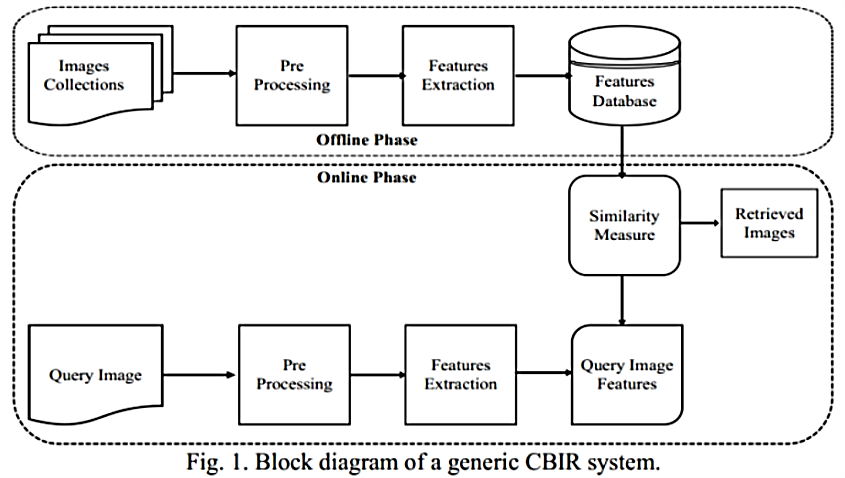 Images
Collections
Pre
Processing
Features
Extraction
Features
Database
Offline Phase
Online Phase
Similarity
Measure
Retrieved
Images
Query Image
Pre
Processing
Features
Extraction
Query Image
Features
Fig. 1. Block diagram of a generic CBIR system.